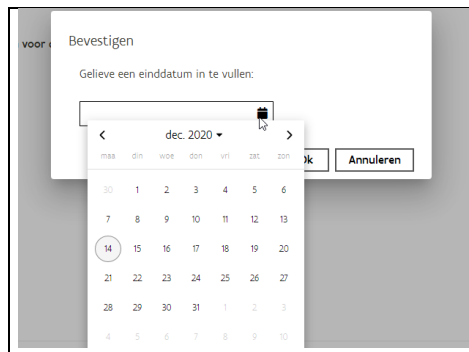 Bevestigen
voor
Gelieve een einddatum in te vullen:
dec. 2020
maa din woe don vri zat zon
30 1 2 3 4 5 6
Ok Annuleren
7 8 9 10 11 12 13
14 15 16 17 18 19 20
21 22 23 24 25 26 27
28 29 30 31 1 2 3
4 5 6 7 8 9 10